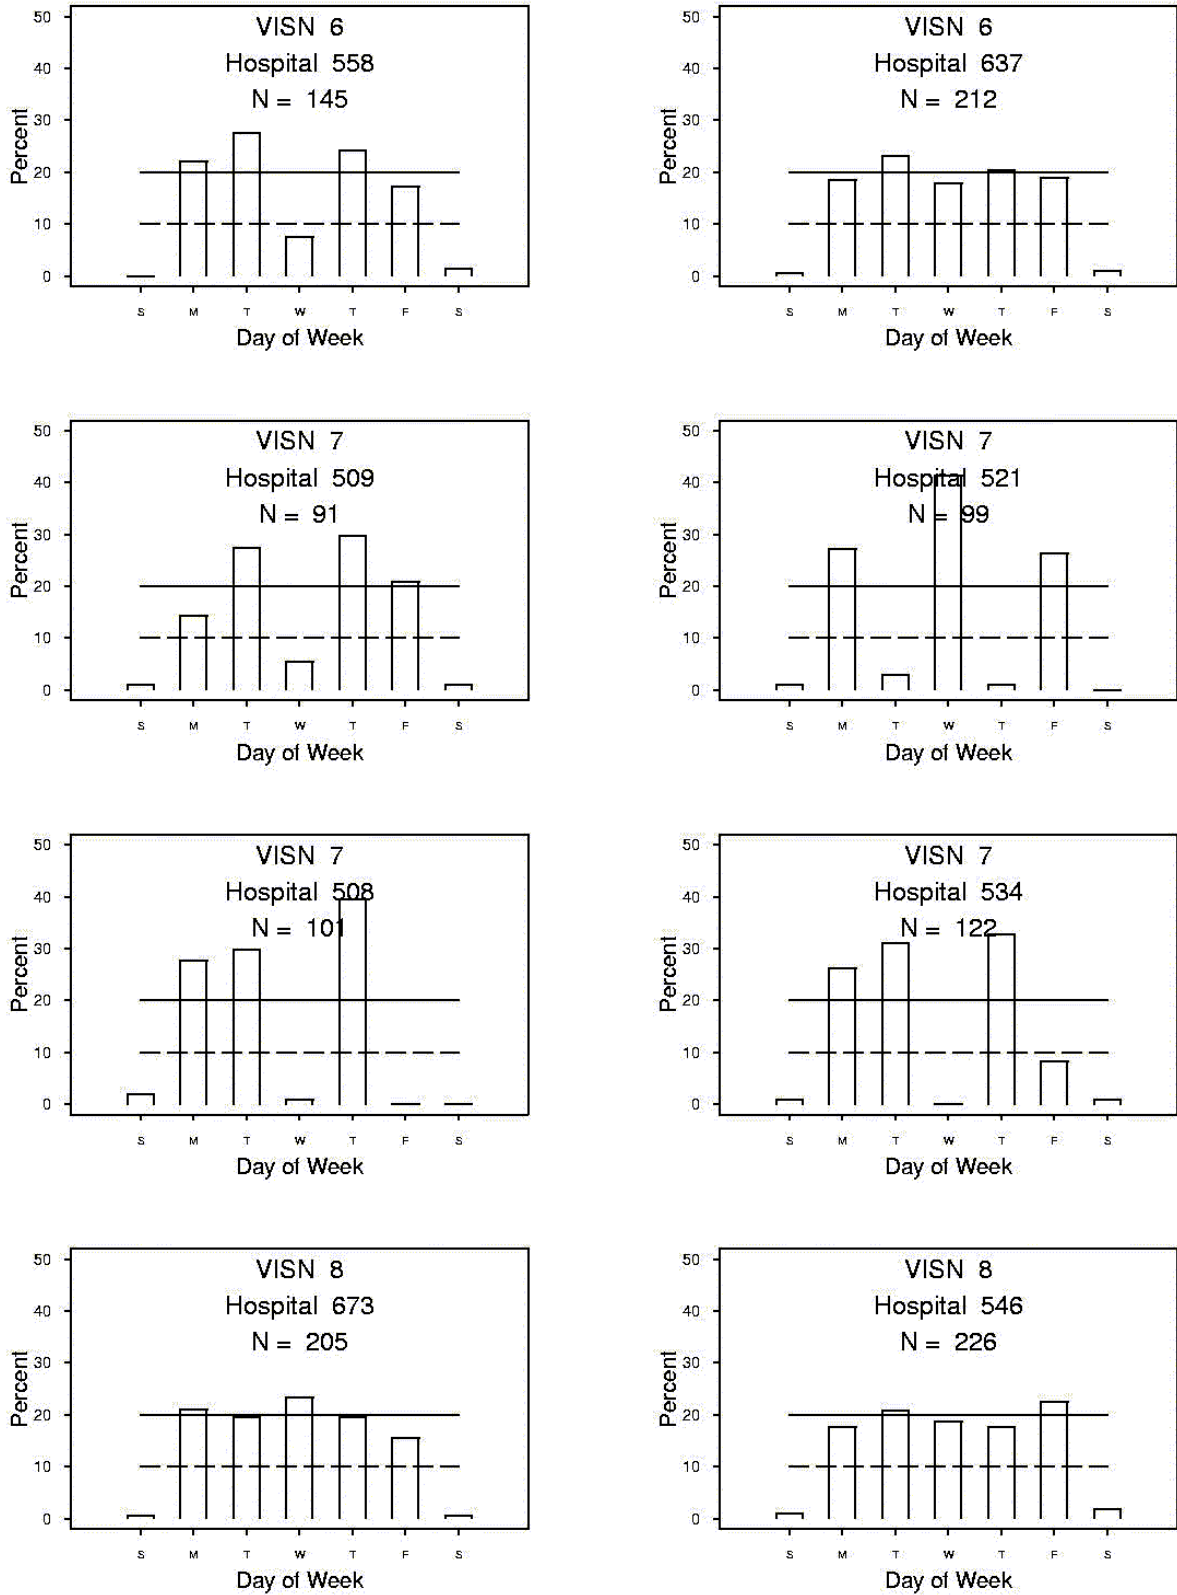 VISN 6
Hospital 558
N = 145
50
40
30
20
10
0
Percent
S M T W T F S
Day of Week
VISN 6
Hospital 637
N = 212
50
40
30
20
10
0
Percent
S M T W T F S
Day of Week
VISN 7
Hospital 509
N = 91
50
40
30
20
10
0
Percent
S M T W T F S
Day of Week
VISN 7
Hospital 521
N = 99
50
40
30
20
10
0
Percent
S M T W T F S
Day of Week
VISN 7
Hospital 508
N = 101
50
40
30
20
10
0
Percent
S M T W T F S
Day of Week
VISN 7
Hospital 534
N = 122
50
40
30
20
10
0
Percent
S M T W T F S
Day of Week
VISN 8
Hospital 673
N = 205
50
40
30
20
10
0
Percent
S M T W T F S
Day of Week
VISN 8
Hospital 546
N = 226
50
40
30
20
10
0
Percent
S M T W T F S
Day of Week